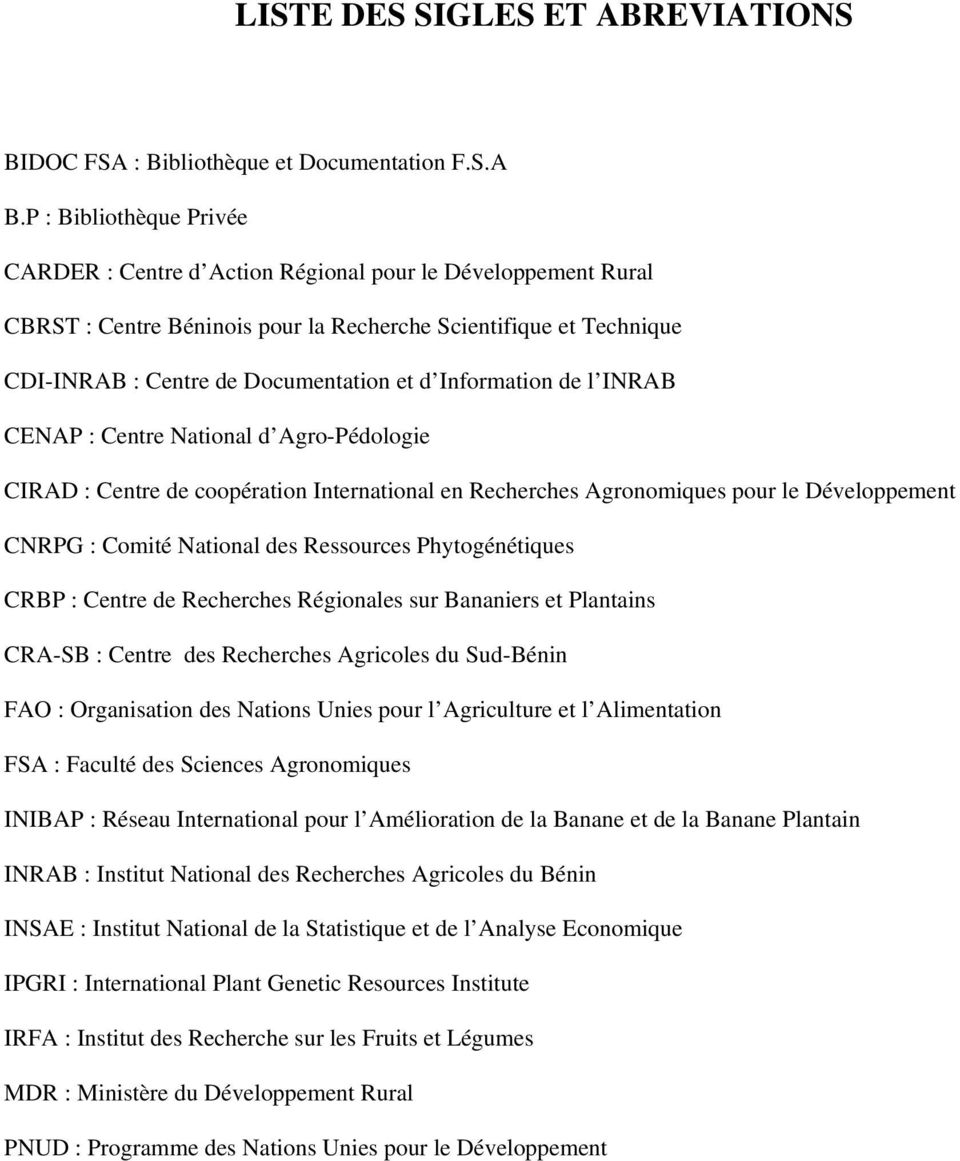 LISTE DES SIGLES ET ABREVIATIONS
BIDOC FSA : Bibliothèque et Documentation F.S.A
B.P : Bibliothèque Privée
CARDER : Centre d’Action Régional pour le Développement Rural
CBRST : Centre Béninois pour la Recherche Scientifique et Technique
CDI-INRAB : Centre de Documentation et d’Information de l’INRAB
CENAP : Centre National d’Agro-Pédologie
CIRAD : Centre de coopération International en Recherches Agronomiques pour le Développement
CNRPG : Comité National des Ressources Phytogénétiques
CRBP : Centre de Recherches Régionales sur Bananiers et Plantains
CRA-SB : Centre des Recherches Agricoles du Sud-Bénin
FAO : Organisation des Nations Unies pour l’Agriculture et l’Alimentation
FSA : Faculté des Sciences Agronomiques
INIBAP : Réseau International pour l’Amélioration de la Banane et de la Banane Plantain
INRAB : Institut National des Recherches Agricoles du Bénin
INSAE : Institut National de la Statistique et de l’Analyse Economique
IPGRI : International Plant Genetic Resources Institute
IRFA : Institut des Recherche sur les Fruits et Légumes
MDR : Ministère du Développement Rural
PNUD : Programme des Nations Unies pour le Développement